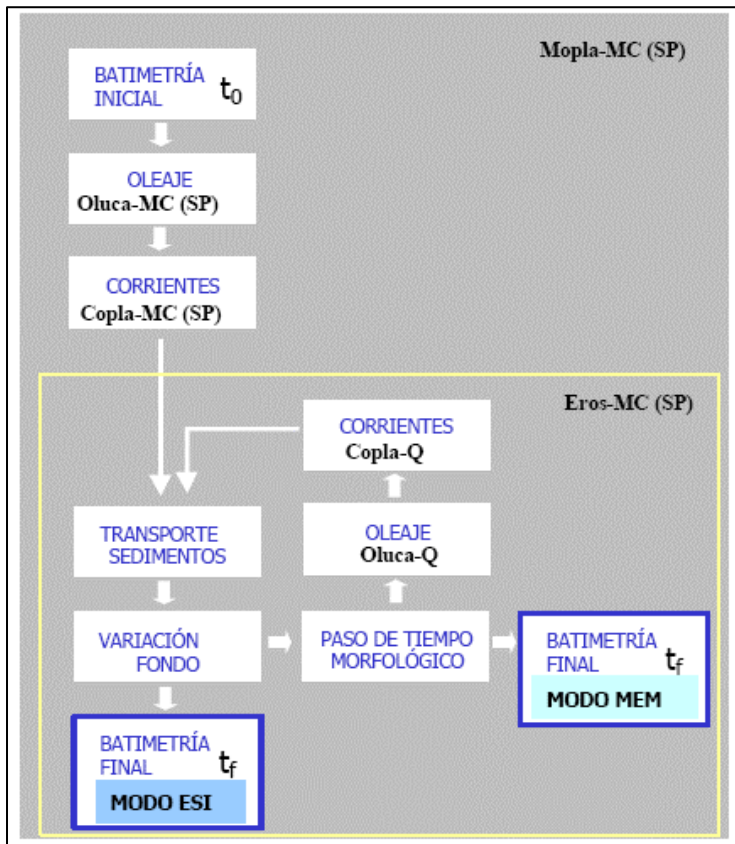 Mopla-MC (SP)
BATIMETRÍA
INICIAL t0
OLEAJE
Oluca-MC (SP)
CORRIENTES
Copla-MC (SP)
Eros-MC (SP)
CORRIENTES
Copla-Q
OLEAJE
Oluca-Q
TRANSPORTE
SEDIMENTOS
VARIACIÓN
FONDO
PASO DE TIEMPO
MORFOLÓGICO
BATIMETRÍA
FINAL tf
MODO MEM
BATIMETRÍA
FINAL tf
MODO ESI